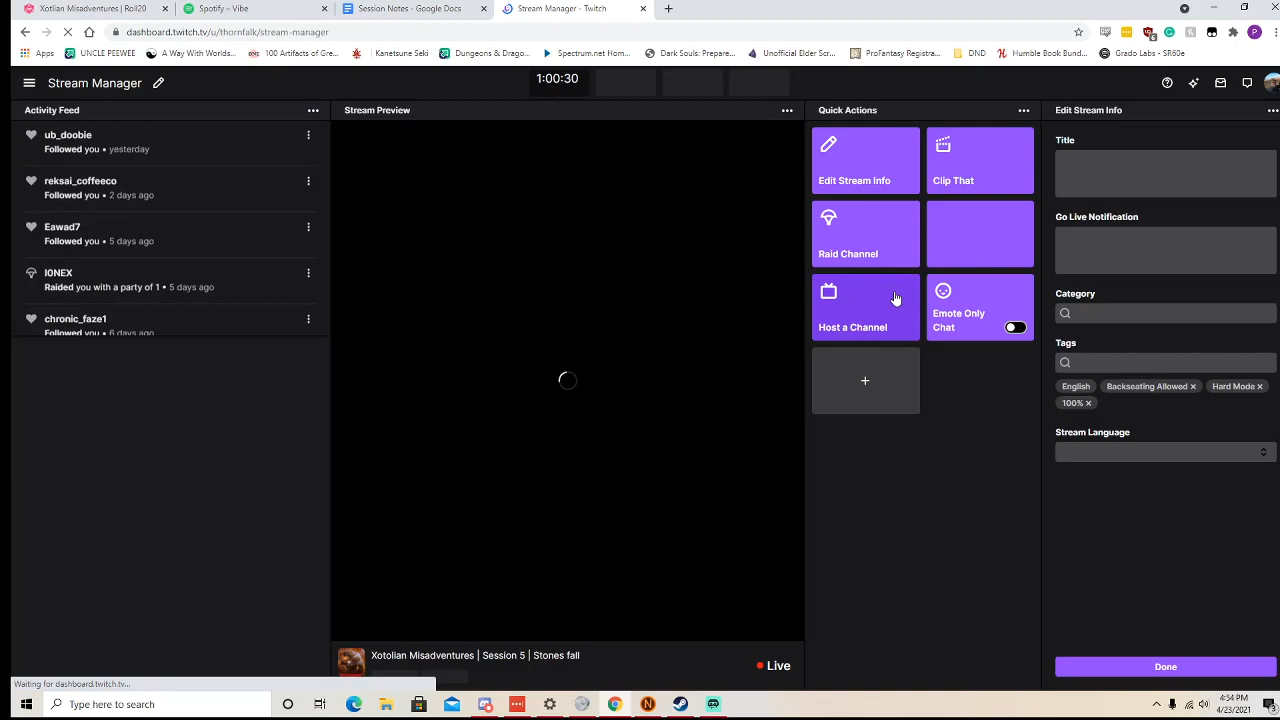 Xotlian Misadventures | Roll20
Spotify – Vibe
Session Notes - Google Docs
Stream Manager - Twitch
dashboard.twitch.tv/u/thornfalk/stream-manager
Apps
UNCLE PEEWEE
A Way With Worlds...
100 Artifacts of Gre...
Kanetsune Seki
Dungeons & Drago...
Spectrum.net Hom...
Dark Souls: Prepare...
Unofficial Elder Scr...
ProFantasy Registra...
DND
Humble Book Bund...
Grado Labs - SR60e
Stream Manager
1:00:30
Activity Feed
Stream Preview
Quick Actions
Edit Stream Info
ub_doobie
Followed you • yesterday
reksai_coffeeco
Followed you • 2 days ago
Eawad7
Followed you • 5 days ago
I0NEX
Raided you with a party of 1 • 5 days ago
chronic_faze1
Followed you • 6 days ago
Edit Stream Info
Clip That
Raid Channel
Host a Channel
Emote Only
Chat
+
Title
Go Live Notification
Category
Tags
English
Backseating Allowed
Hard Mode
100%
Stream Language
Done
Xotolian Misadventures | Session 5 | Stones fall
Live
Waiting for dashboard.twitch.tv...
Type here to search
4:54 PM
4/23/2021